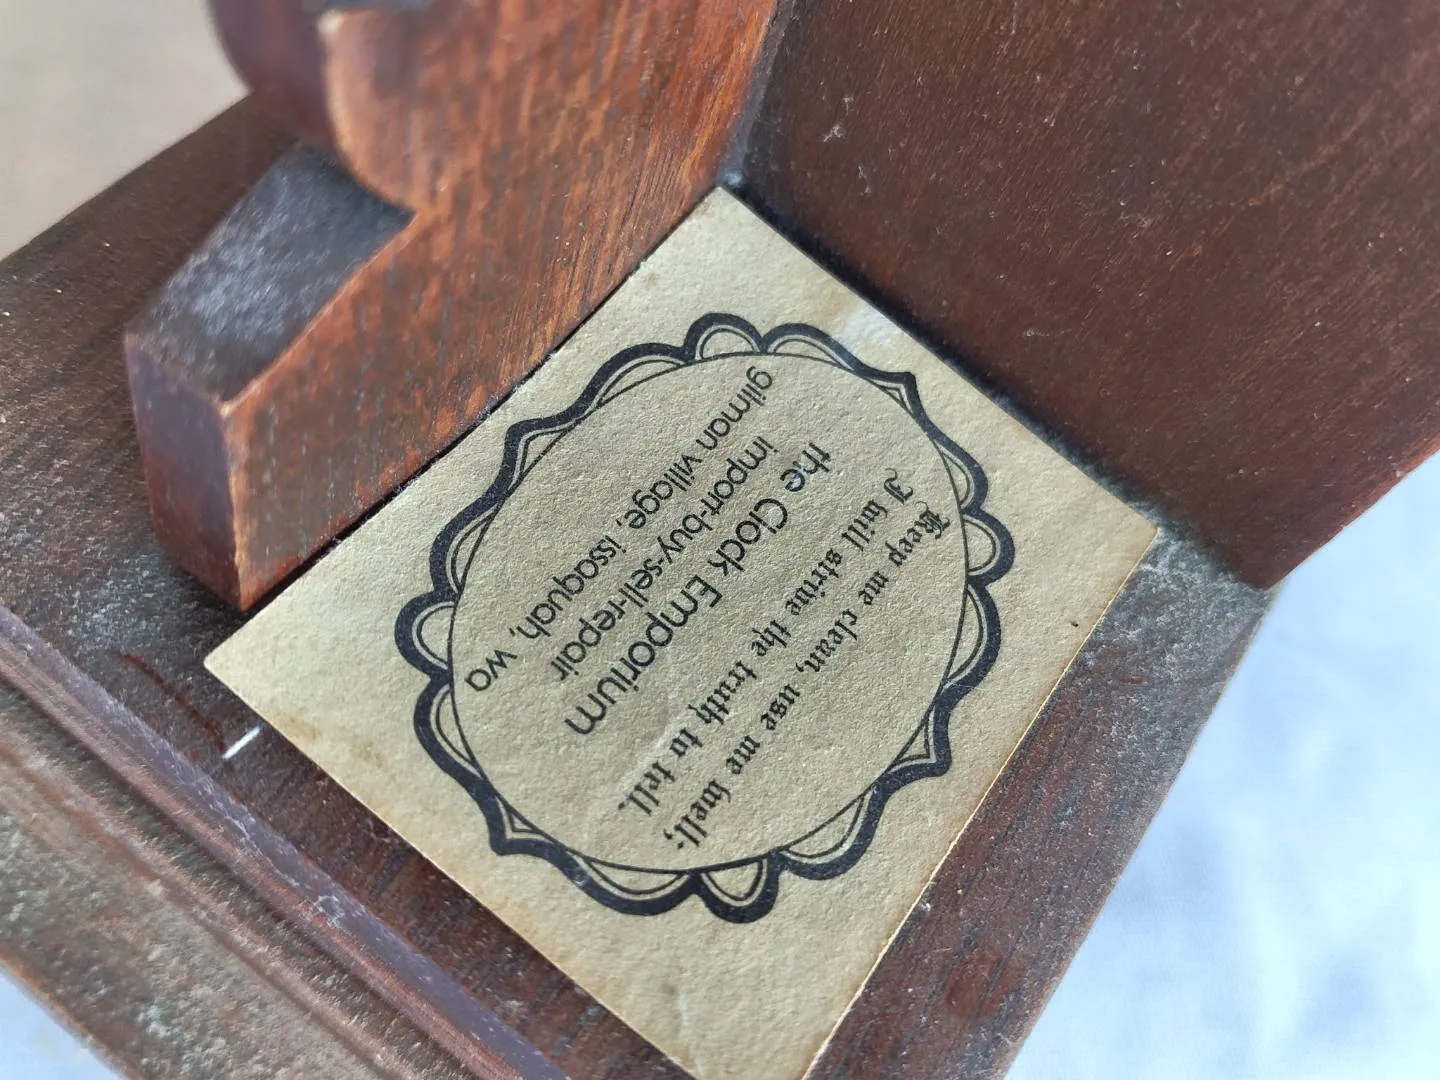 Keep me clean, use me well;
I will strive the truth to tell.
the Clock Emporium
import-buy-sell-repair
gilman village, issaquah, wa